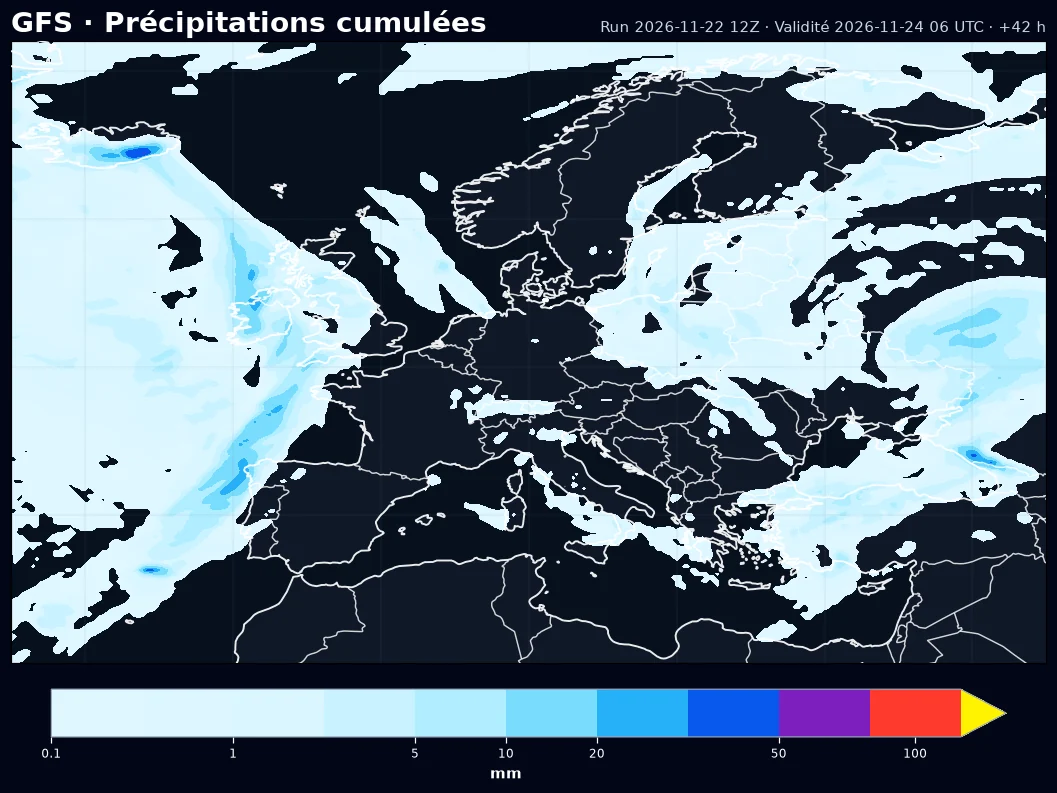 GFS · Précipitations cumulées
Run 2026-11-22 12Z · Validité 2026-11-24 06 UTC · +42 h
0.1 1 5 10 20 50 100
mm